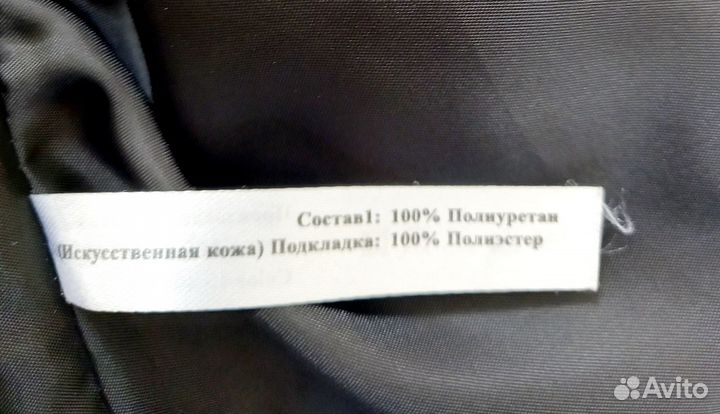 Состав1: 100% Полиуретан
(Искусственная кожа) Подкладка: 100% Полиэстер
Avito